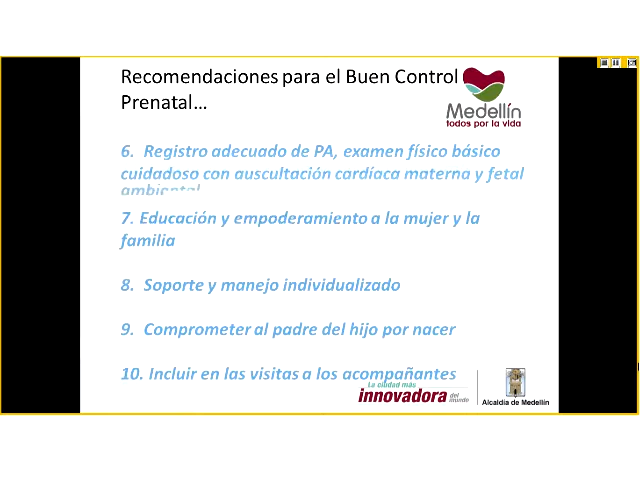 Recomendaciones para el Buen Control
Prenatal...
Medellín
todos por la vida
6. Registro adecuado de PA, examen físico básico
cuidadoso con auscultación cardíaca materna y fetal
ambiental
7. Educación y empoderamiento a la mujer y la
familia
8. Soporte y manejo individualizado
9. Comprometer al padre del hijo por nacer
10. Incluir en las visitas a los acompañantes
La ciudad más
innovadora del
mundo
Alcaldía de Medellín